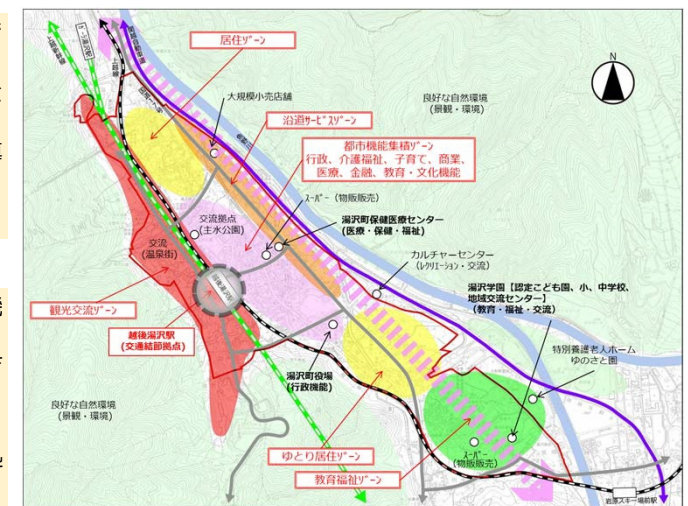 居住ゾーン
大規模小売店舗
良好な自然環境
(景観・環境)
N
沿道サービスゾーン
都市機能集積ゾーン
行政、介護福祉、子育て、商業、
医療、金融、教育・文化機能
スーパー（物販販売）
湯沢町保健医療センター
(医療・保健・福祉)
交流拠点
(主水公園)
交流
(温泉街)
カルチャーセンター
(レクリエーション・交流)
湯沢学園【認定こども園、小、中学校、
地域交流センター】
(教育・福祉・交流)
観光交流ゾーン
越後湯沢駅
(交通結節拠点)
特別養護老人ホーム
ゆのさと園
湯沢町役場
(行政機能)
良好な自然環境
(景観・環境)
ゆとり居住ゾーン
スーパー
(物販販売)
教育福祉ゾーン
岩原スキー場前駅